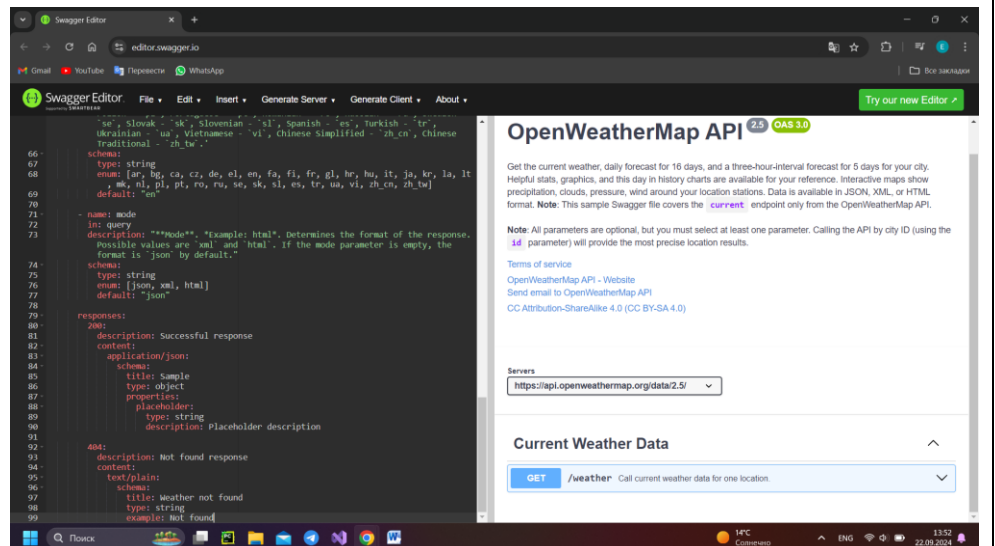 Swagger Editor
editor.swagger.io
Gmail YouTube Перевести WhatsApp Все закладки
Swagger Editor. File Edit Insert Generate Server Generate Client About Try our new Editor
Supported by SMARTBEAR
`se`, Slovak - `sk`, Slovenian - `sl`, Spanish - `es`, Turkish - `tr`,
Ukrainian - `ua`, Vietnamese - `vi`, Chinese Simplified - `zh_cn`, Chinese
Traditional - `zh_tw`.'
66 schema:
67 type: string
68 enum: [ar, bg, ca, cz, de, el, en, fa, fi, fr, gl, hr, hu, it, ja, kr, la, lt
, mk, nl, pl, pt, ro, ru, se, sk, sl, es, tr, ua, vi, zh_cn, zh_tw]
69 default: "en"
70
71 - name: mode
72 in: query
73 description: "**Mode**. *Example: html*. Determines the format of the response.
Possible values are `xml` and `html`. If the mode parameter is empty, the
format is `json` by default."
74 schema:
75 type: string
76 enum: [json, xml, html]
77 default: "json"
78
79 responses:
80 200:
81 description: Successful response
82 content:
83 application/json:
84 schema:
85 title: Sample
86 type: object
87 properties:
88 placeholder:
89 type: string
90 description: Placeholder description
91
92 404:
93 description: Not found response
94 content:
95 text/plain:
96 schema:
97 title: Weather not found
98 type: string
99 example: Not found
OpenWeatherMap API 2.5 OAS 3.0
Get the current weather, daily forecast for 16 days, and a three-hour-interval forecast for 5 days for your city.
Helpful stats, graphics, and this day in history charts are available for your reference. Interactive maps show
precipitation, clouds, pressure, wind around your location stations. Data is available in JSON, XML, or HTML
format. Note: This sample Swagger file covers the current endpoint only from the OpenWeatherMap API.
Note: All parameters are optional, but you must select at least one parameter. Calling the API by city ID (using the
id parameter) will provide the most precise location results.
Terms of service
OpenWeatherMap API - Website
Send email to OpenWeatherMap API
CC Attribution-ShareAlike 4.0 (CC BY-SA 4.0)
Servers
https://api.openweathermap.org/data/2.5/
Current Weather Data
GET /weather Call current weather data for one location.
Поиск
14°C
Солнечно
ENG
13:52
22.09.2024